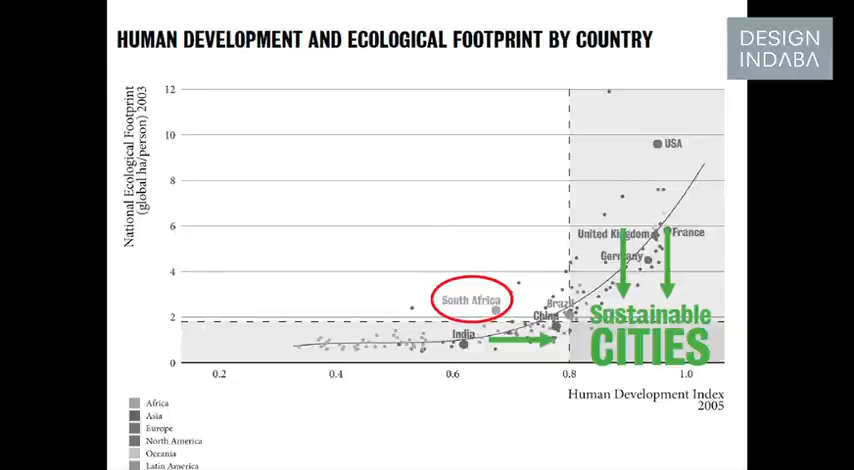 HUMAN DEVELOPMENT AND ECOLOGICAL FOOTPRINT BY COUNTRY
DESIGN
INDABA
National Ecological Footprint
(global ha/person) 2003
12
10
8
6
4
2
0
USA
United Kingdom
France
Germany
South Africa
Brazil
China
India
Sustainable
CITIES
0.2
0.4
0.6
0.8
1.0
Human Development Index
2005
Africa
Asia
Europe
North America
Oceania
Latin America